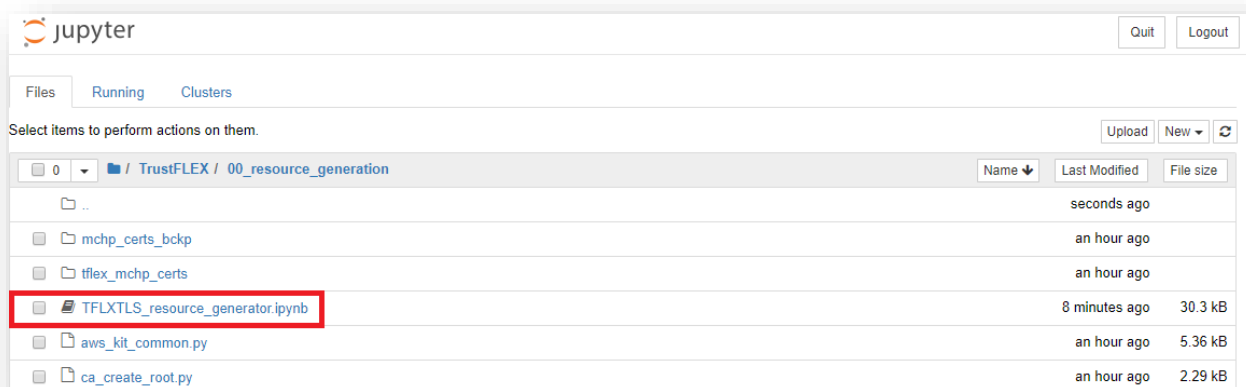 jupyter Quit Logout
Files Running Clusters
Select items to perform actions on them. Upload New
0 / TrustFLEX / 00_resource_generation Name Last Modified File size
.. seconds ago
mchp_certs_bckp an hour ago
tflex_mchp_certs an hour ago
TFLXTLS_resource_generator.ipynb 8 minutes ago 30.3 kB
aws_kit_common.py an hour ago 5.36 kB
ca_create_root.py an hour ago 2.29 kB